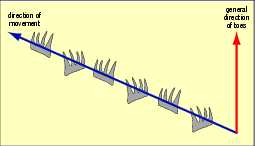 direction of
movement
general
direction
of toes